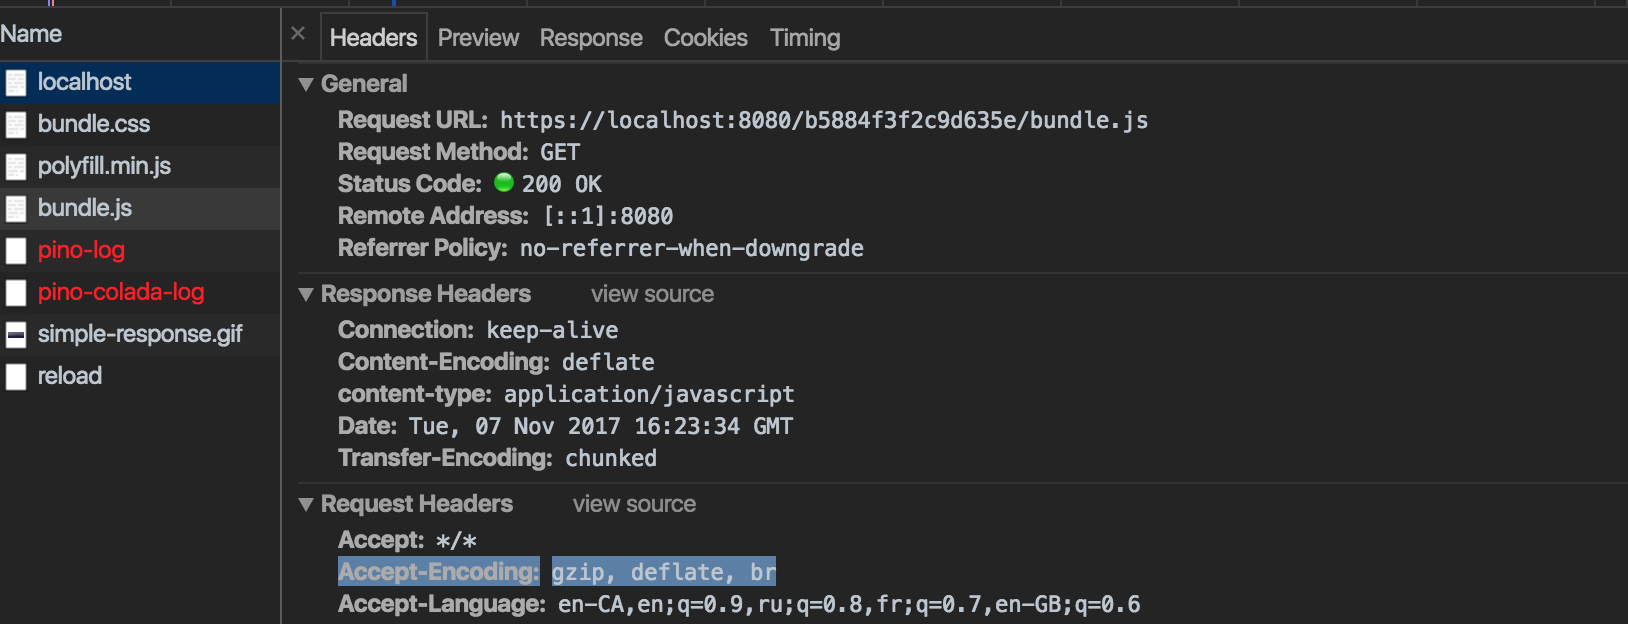 Name
localhost
bundle.css
polyfill.min.js
bundle.js
pino-log
pino-colada-log
simple-response.gif
reload
× Headers Preview Response Cookies Timing
▼ General
Request URL: https://localhost:8080/b5884f3f2c9d635e/bundle.js
Request Method: GET
Status Code: 200 OK
Remote Address: [::1]:8080
Referrer Policy: no-referrer-when-downgrade
▼ Response Headers view source
Connection: keep-alive
Content-Encoding: deflate
content-type: application/javascript
Date: Tue, 07 Nov 2017 16:23:34 GMT
Transfer-Encoding: chunked
▼ Request Headers view source
Accept: */*
Accept-Encoding: gzip, deflate, br
Accept-Language: en-CA,en;q=0.9,ru;q=0.8,fr;q=0.7,en-GB;q=0.6